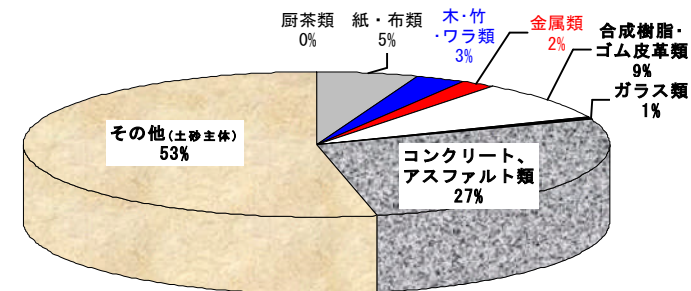 厨茶類
0%
紙・布類
5%
木・竹
・ワラ類
3%
金属類
2%
合成樹脂・
ゴム皮革類
9%
ガラス類
1%
コンクリート、
アスファルト類
27%
その他(土砂主体)
53%